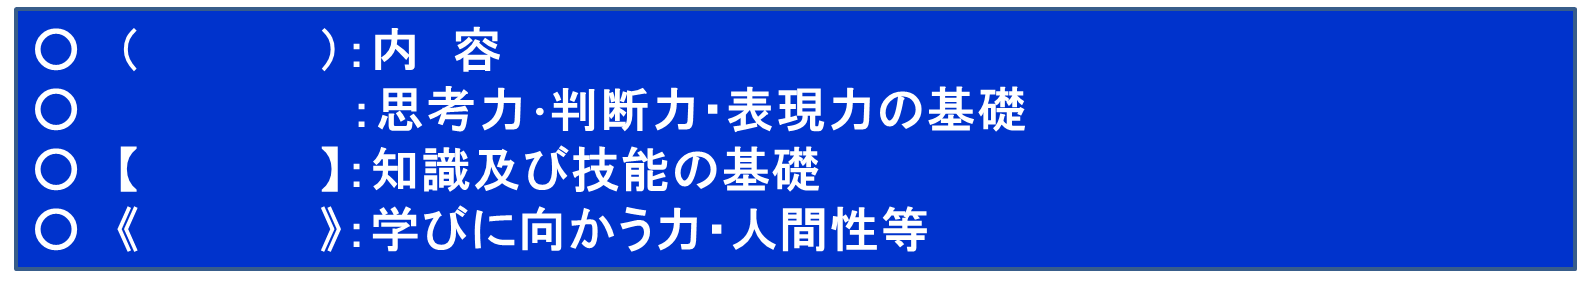 ○ （　　　　）：内　容
○ 　　　　　：思考力・判断力・表現力の基礎
○ 【　　　　】：知識及び技能の基礎
○ 《　　　　》：学びに向かう力・人間性等